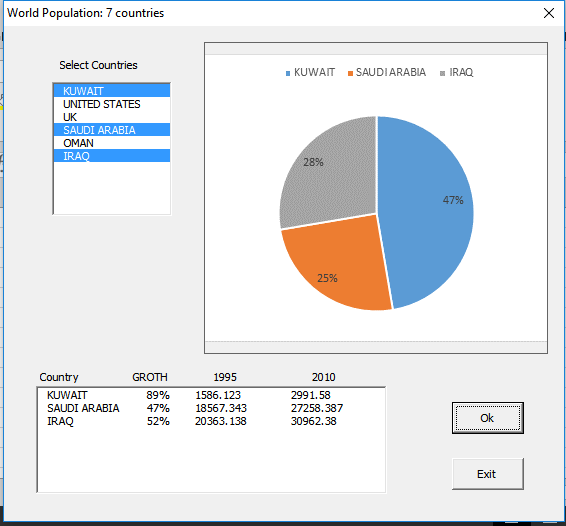 World Population: 7 countries
Select Countries
KUWAIT
UNITED STATES
UK
SAUDI ARABIA
OMAN
IRAQ
KUWAIT SAUDI ARABIA IRAQ
28%
47%
25%
Country GROTH 1995 2010
KUWAIT 89% 1586.123 2991.58
SAUDI ARABIA 47% 18567.343 27258.387
IRAQ 52% 20363.138 30962.38
Ok
Exit